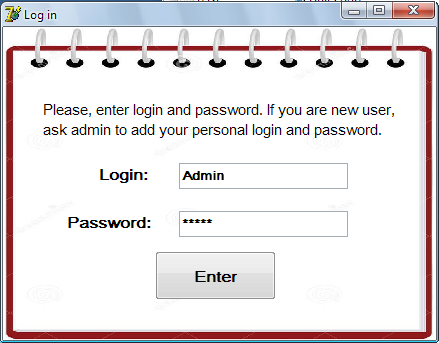 Log in
Please, enter login and password. If you are new user,
ask admin to add your personal login and password.
Login: Admin
Password: *****
Enter